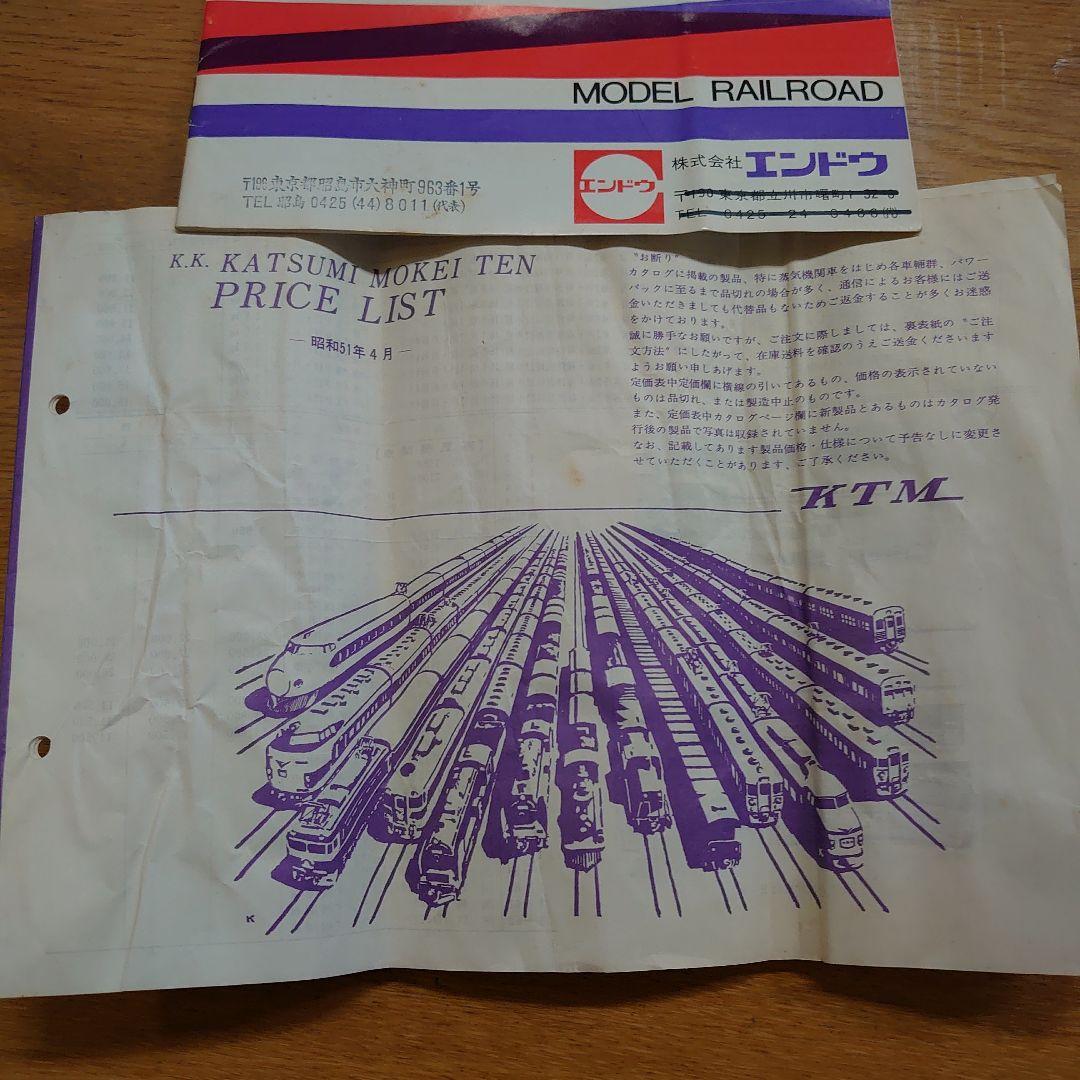 MODEL RAILROAD
エンドウ
株式会社エンドウ
〒196東京都昭島市大神町963番1号
TEL 昭島 0425 (44) 8011 (代表)
TEL 0425-24-0466㈹
K.K. KATSUMI MOKEI TEN
PRICE LIST
― 昭和51年4月 ―
〝お断り〟
カタログに掲載の製品、特に蒸気機関車をはじめ各車輛群、パワー
パックに至るまで品切れの場合が多く、通信によるお客様にはご送
金いただきましても代替品もないためご返金することが多くお迷惑
をかけております。
誠に勝手なお願いですが、ご注文に際しましては、裏表紙の〝ご注
文方法〟にしたがって、在庫送料を確認のうえご送金くださいます
ようお願い申しあげます。
定価表中定価欄に横線の引いてあるもの、価格の表示されていない
ものは品切れ、または製造中止のものです。
また、定価表中カタログページ欄に新製品とあるものはカタログ発
行後の製品で写真は収録されていません。
なお、記載してあります製品価格・仕様について予告なしに変更さ
せていただくことがあります、ご了承ください。
KTM
K